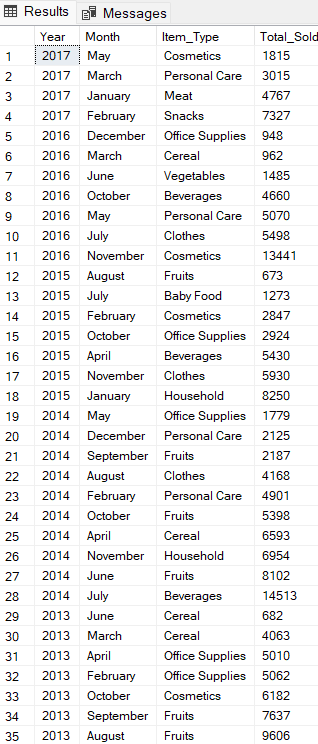 Results Messages
Year Month Item_Type Total_Sold
1 2017 May Cosmetics 1815
2 2017 March Personal Care 3015
3 2017 January Meat 4767
4 2017 February Snacks 7327
5 2016 December Office Supplies 948
6 2016 March Cereal 962
7 2016 June Vegetables 1485
8 2016 October Beverages 4660
9 2016 May Personal Care 5070
10 2016 July Clothes 5498
11 2016 November Cosmetics 13441
12 2015 August Fruits 673
13 2015 July Baby Food 1273
14 2015 February Cosmetics 2847
15 2015 October Office Supplies 2924
16 2015 April Beverages 5430
17 2015 November Clothes 5930
18 2015 January Household 8250
19 2014 May Office Supplies 1779
20 2014 December Personal Care 2125
21 2014 September Fruits 2187
22 2014 August Clothes 4168
23 2014 February Personal Care 4901
24 2014 October Fruits 5398
25 2014 April Cereal 6593
26 2014 November Household 6954
27 2014 June Fruits 8102
28 2014 July Beverages 14513
29 2013 June Cereal 682
30 2013 March Cereal 4063
31 2013 April Office Supplies 5010
32 2013 February Office Supplies 5062
33 2013 October Cosmetics 6182
34 2013 September Fruits 7637
35 2013 August Fruits 9606